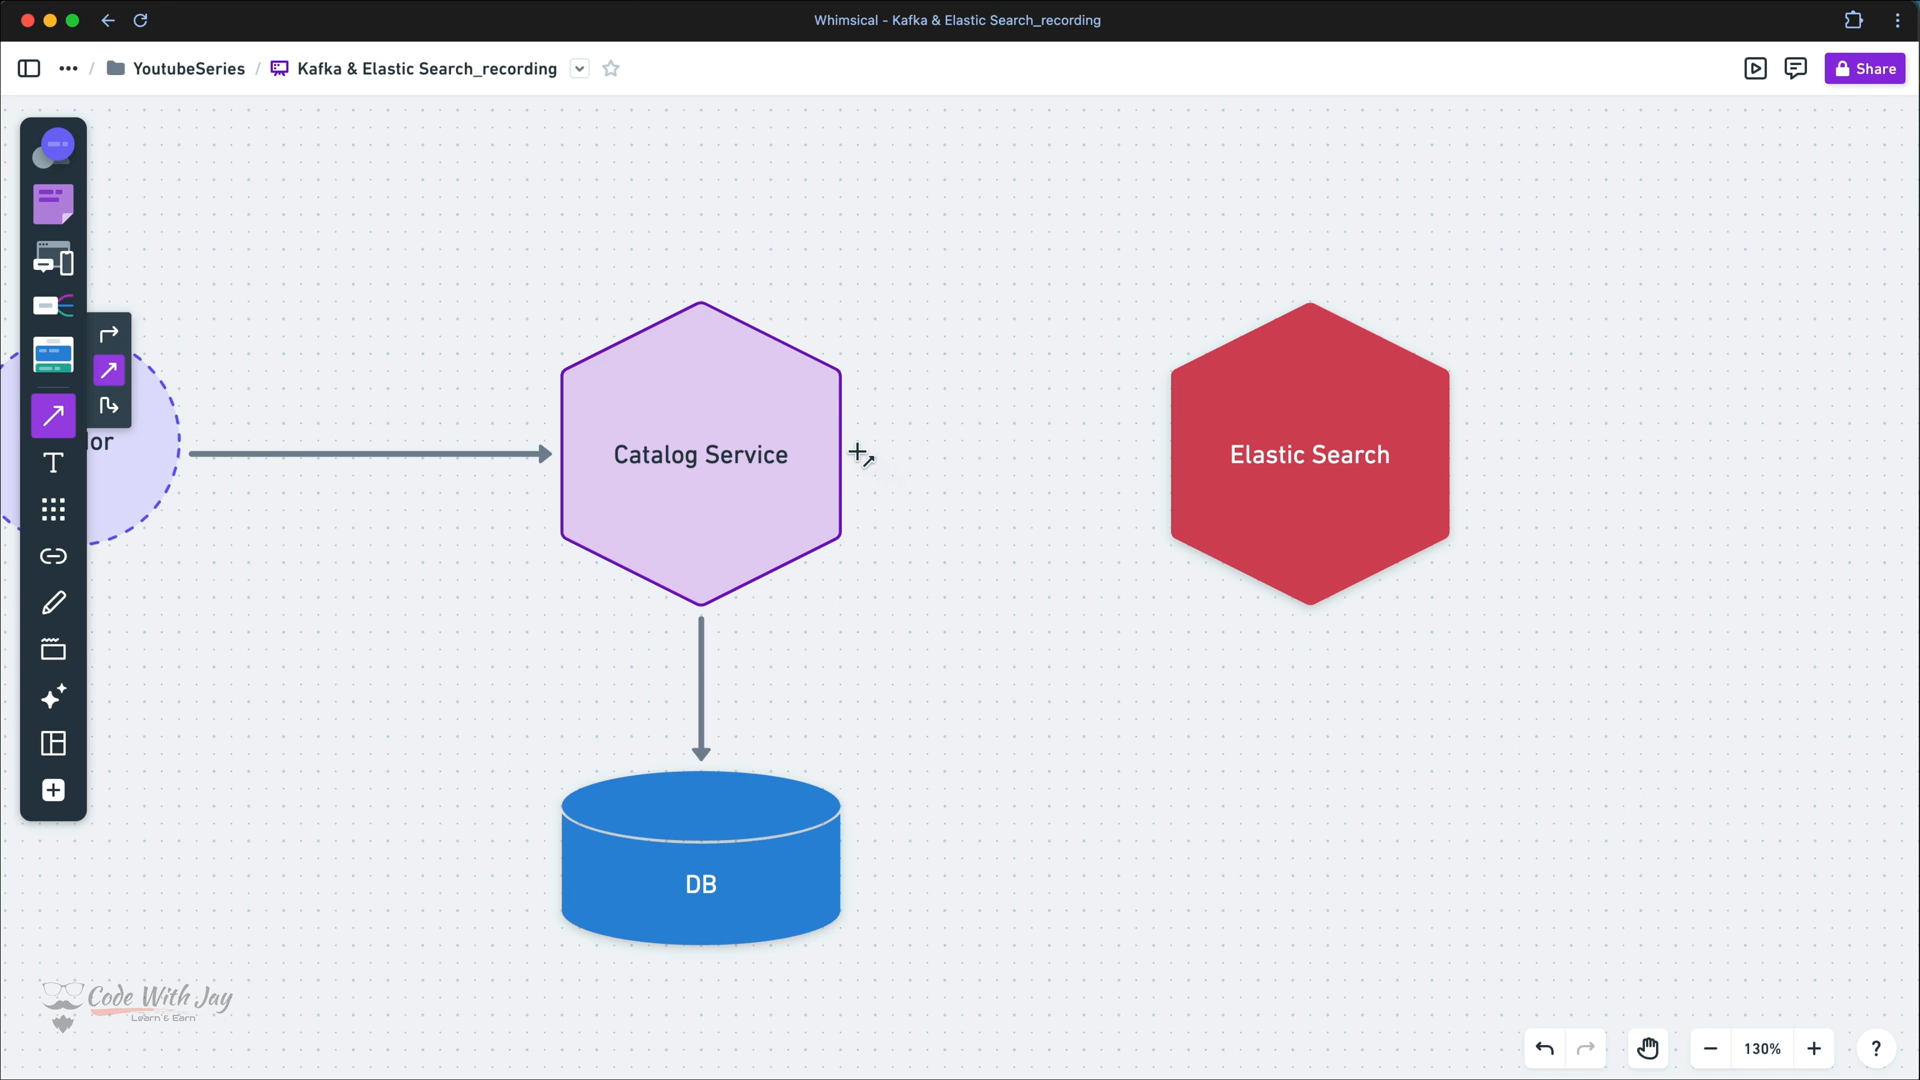 Whimsical - Kafka & Elastic Search_recording
/ YoutubeSeries / Kafka & Elastic Search_recording
Share
lor
Catalog Service
Elastic Search
T
DB
Code With Jay
Learn & Earn
130%
?